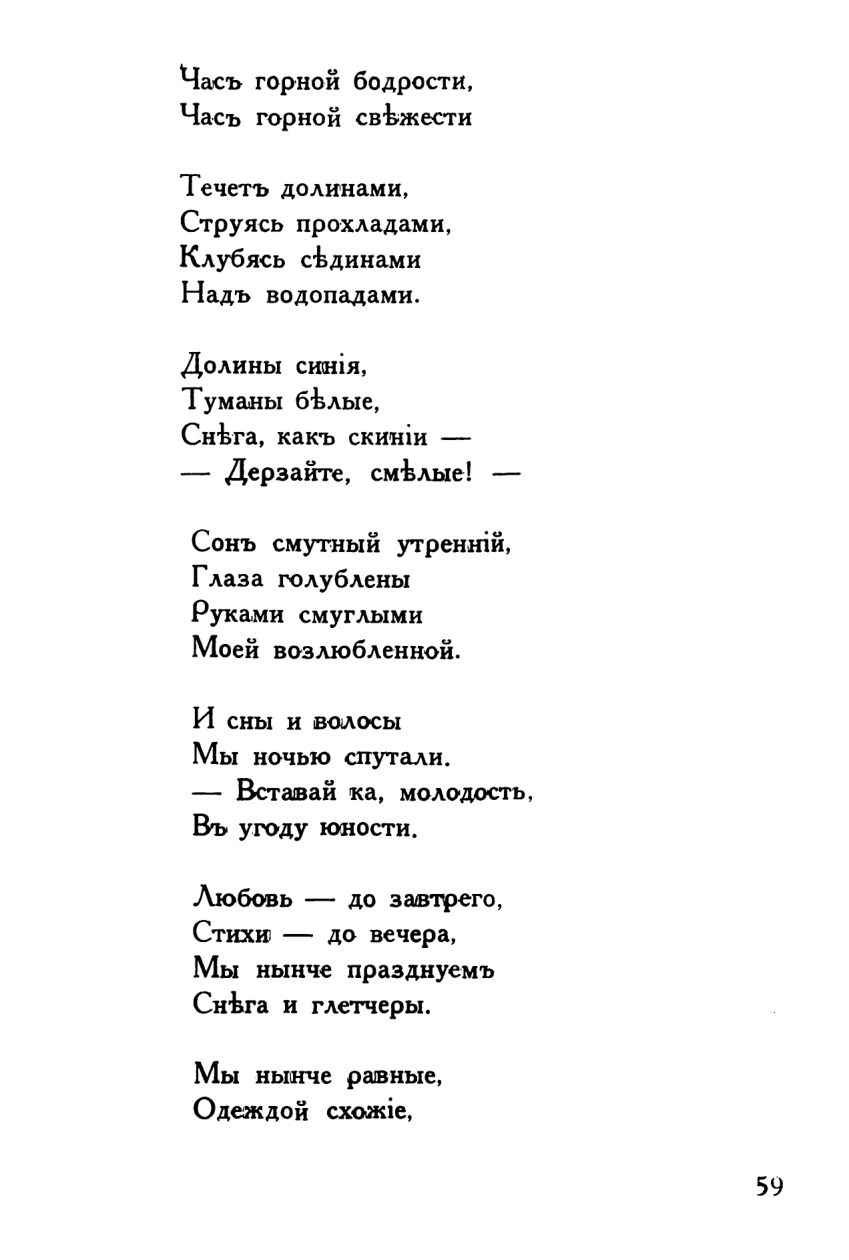 Часъ горной бодрости,
Часъ горной свѣжести
Течетъ долинами,
Струясь прохладами,
Клубясь сѣдинами
Надъ водопадами.
Долины синія,
Туманы бѣлые,
Снѣга, какъ скиніи —
— Дерзайте, смѣлые! —
Сонъ смутный утренній,
Глаза голублены
Руками смуглыми
Моей возлюбленной.
И сны и волосы
Мы ночью спутали.
— Вставай ка, молодость,
Въ угоду юности.
Любовь — до завтрего,
Стихи — до вечера,
Мы нынче празднуемъ
Снѣга и глетчеры.
Мы нынче равные,
Одеждой схожіе,
59